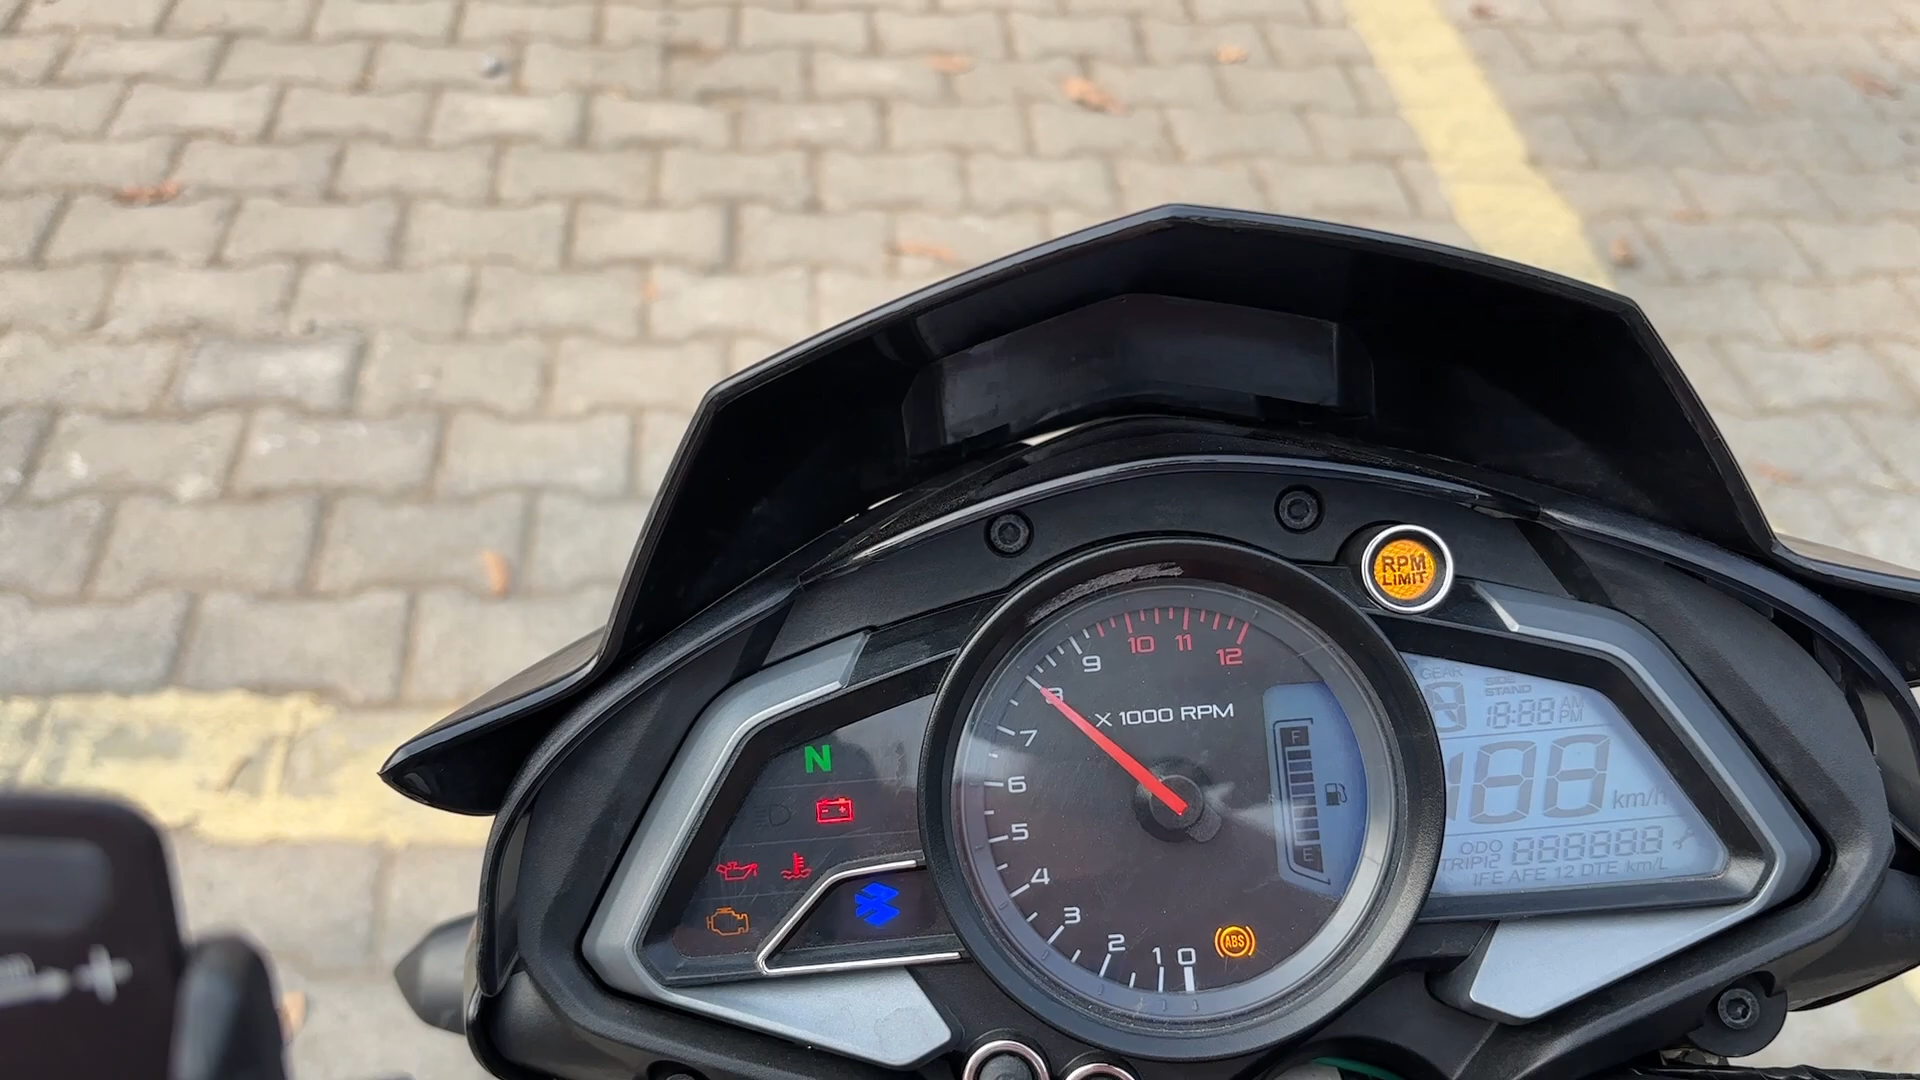 RPM
LIMIT
10 11
9 12
8
X 1000 RPM
7
6
5
4
3
2
1 0
F
E
ABS
N
GEAR
SIDE
STAND
18:88 AM
PM
188 km/h
ODO 888888
TRIP12
IFE AFE 12 DTE km/L